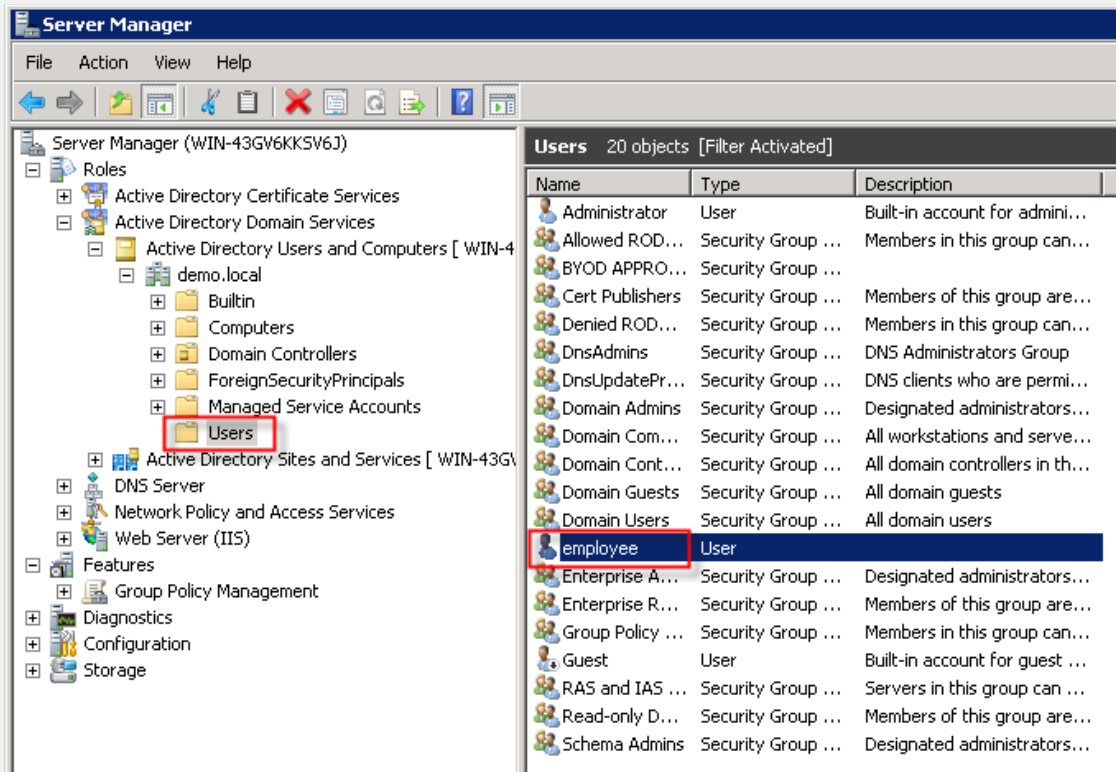 Server Manager
File Action View Help
Server Manager (WIN-43GV6KKSV6J)
Roles
Active Directory Certificate Services
Active Directory Domain Services
Active Directory Users and Computers [ WIN-4
demo.local
Builtin
Computers
Domain Controllers
ForeignSecurityPrincipals
Managed Service Accounts
Users
Active Directory Sites and Services [ WIN-43G
DNS Server
Network Policy and Access Services
Web Server (IIS)
Features
Group Policy Management
Diagnostics
Configuration
Storage
Users 20 objects [Filter Activated]
Name Type Description
Administrator User Built-in account for admini...
Allowed ROD... Security Group ... Members in this group can...
BYOD APPRO... Security Group ...
Cert Publishers Security Group ... Members of this group are...
Denied ROD... Security Group ... Members in this group can...
DnsAdmins Security Group ... DNS Administrators Group
DnsUpdatePr... Security Group ... DNS clients who are permi...
Domain Admins Security Group ... Designated administrators...
Domain Com... Security Group ... All workstations and serve...
Domain Cont... Security Group ... All domain controllers in th...
Domain Guests Security Group ... All domain guests
Domain Users Security Group ... All domain users
employee User
Enterprise A... Security Group ... Designated administrators...
Enterprise R... Security Group ... Members of this group are...
Group Policy ... Security Group ... Members in this group can...
Guest User Built-in account for guest ...
RAS and IAS ... Security Group ... Servers in this group can ...
Read-only D... Security Group ... Members of this group are...
Schema Admins Security Group ... Designated administrators...